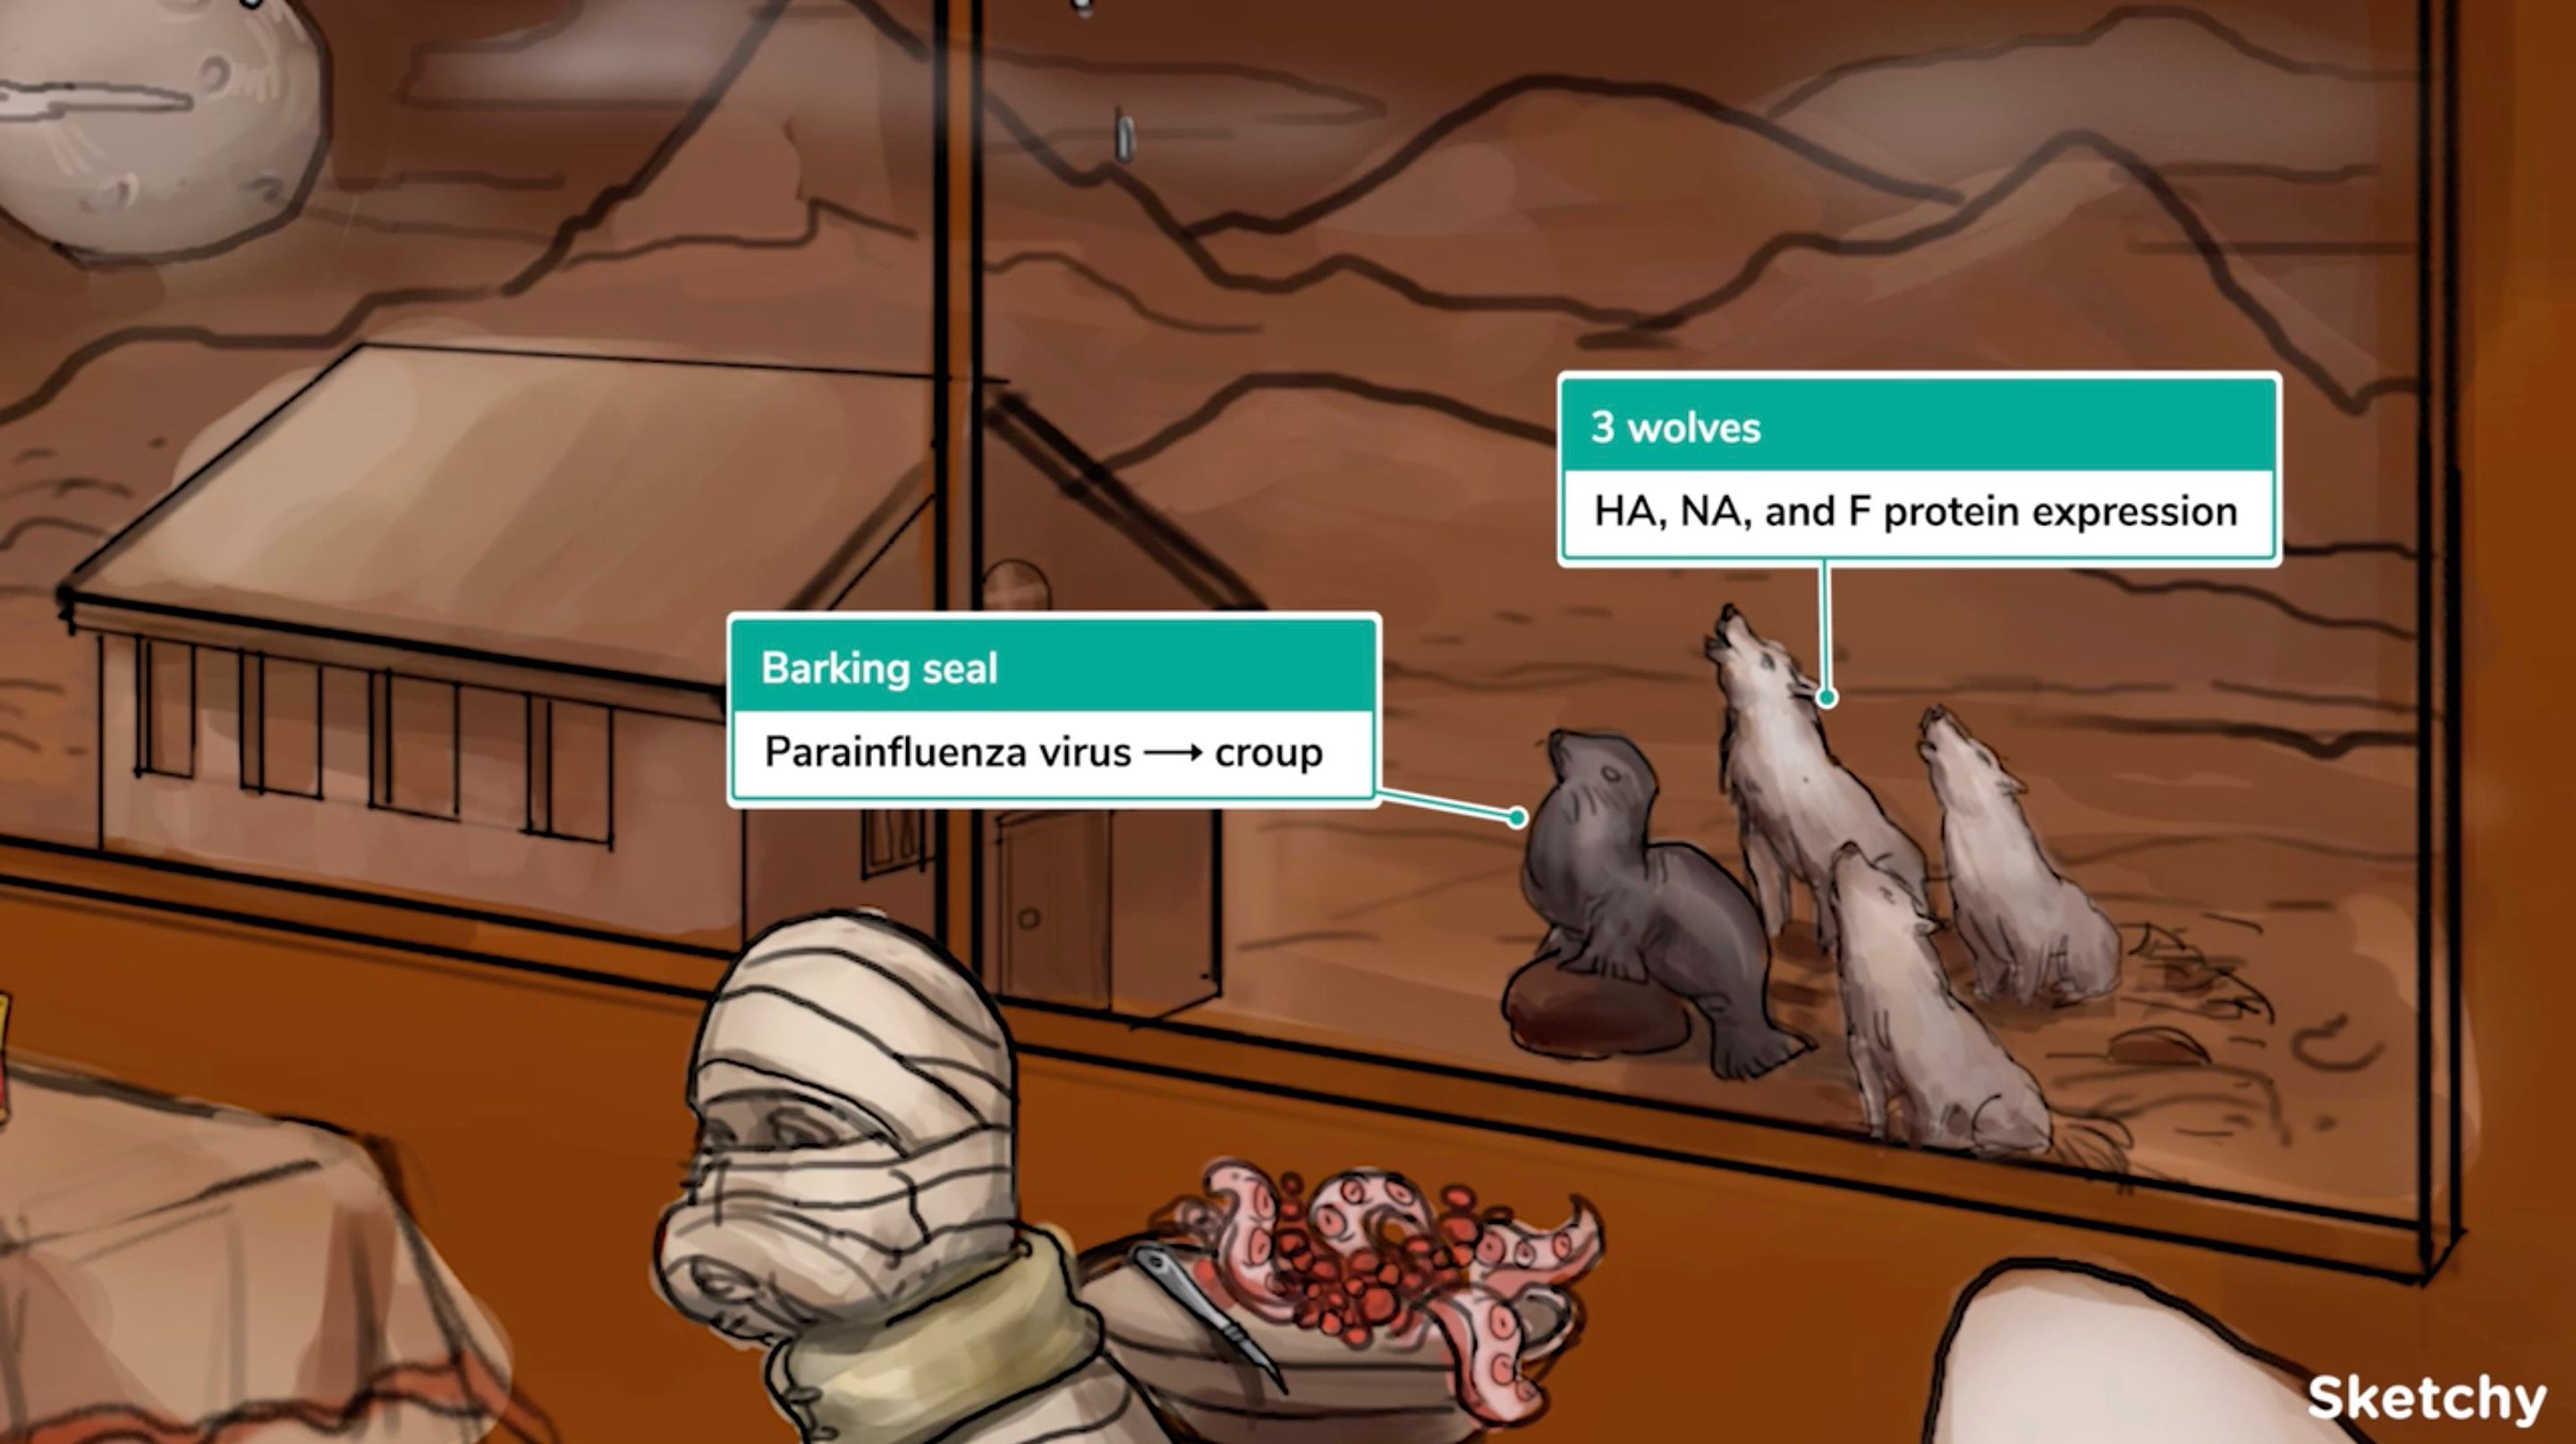 3 wolves
HA, NA, and F protein expression
Barking seal
Parainfluenza virus ⟶ croup
Sketchy